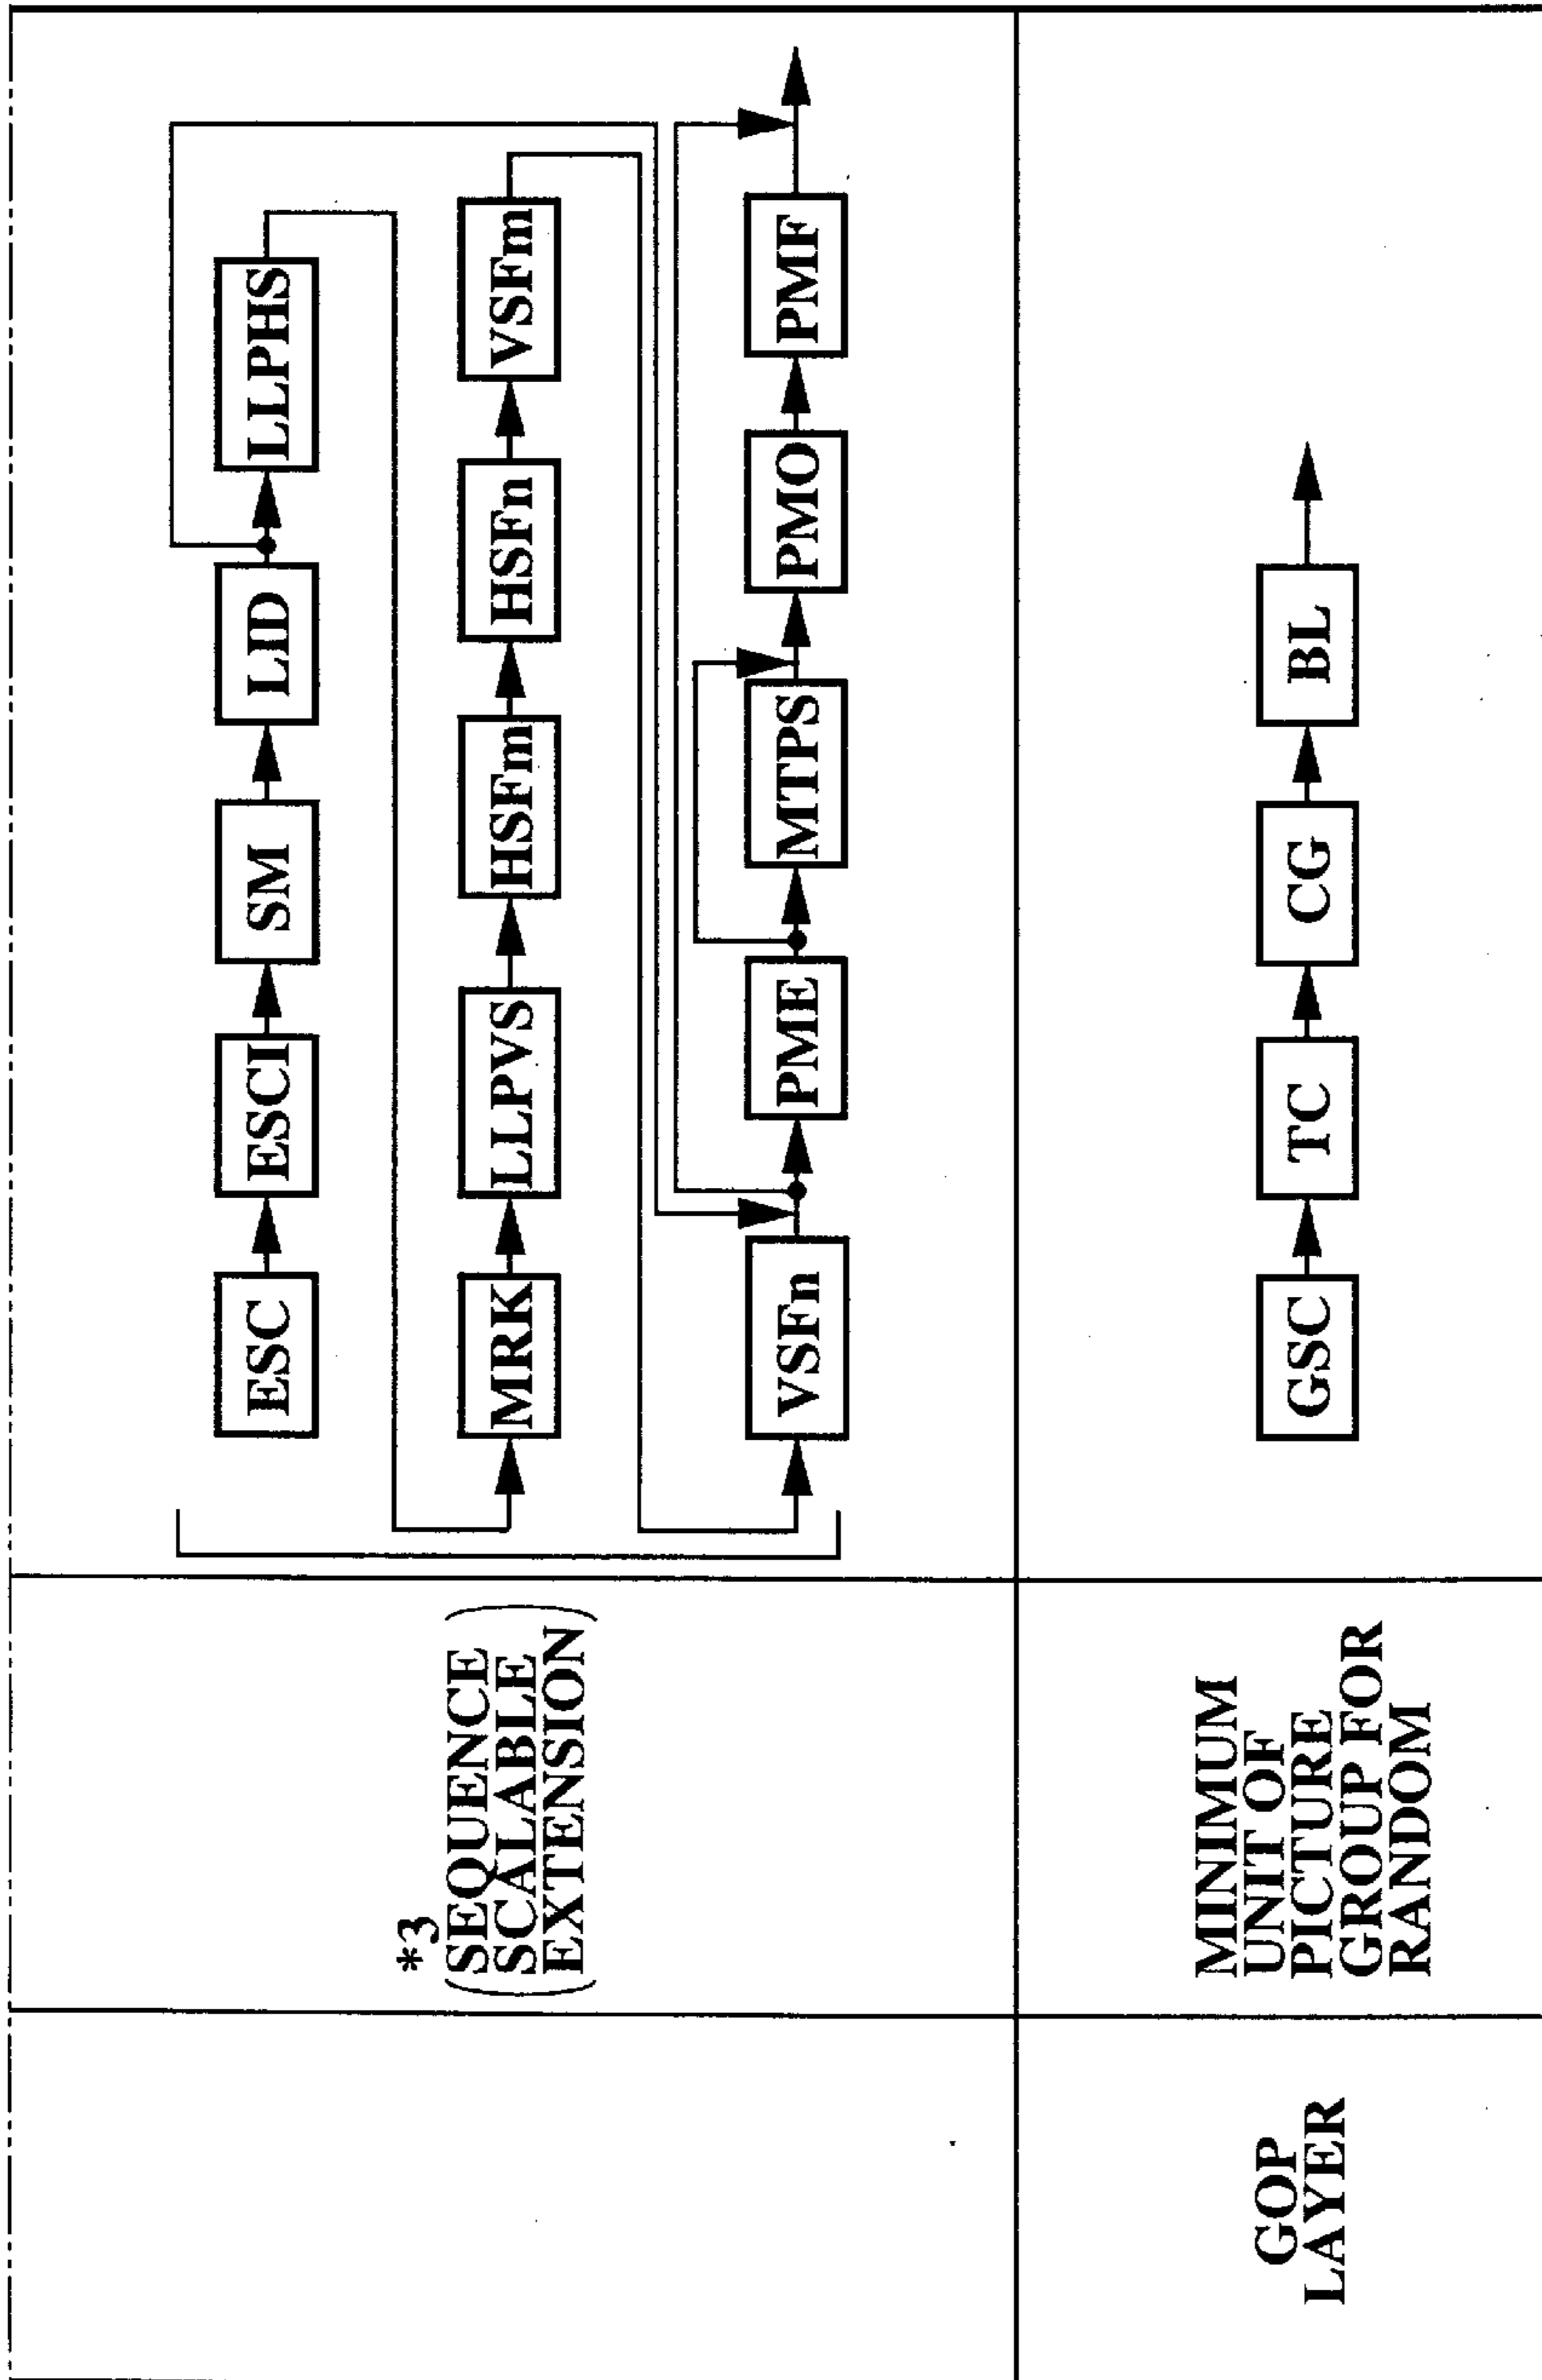 *3
(SEQUENCE
SCALABLE
EXTENSION)
ESC
ESCI
SM
LID
LLPHS
MRK
LLPVS
HSFm
HSFn
VSFm
VSFn
PME
MTPS
PMO
PMF
GOP
LAYER
MINIMUM
UNIT OF
PICTURE
GROUP FOR
RANDOM
GSC
TC
CG
BL